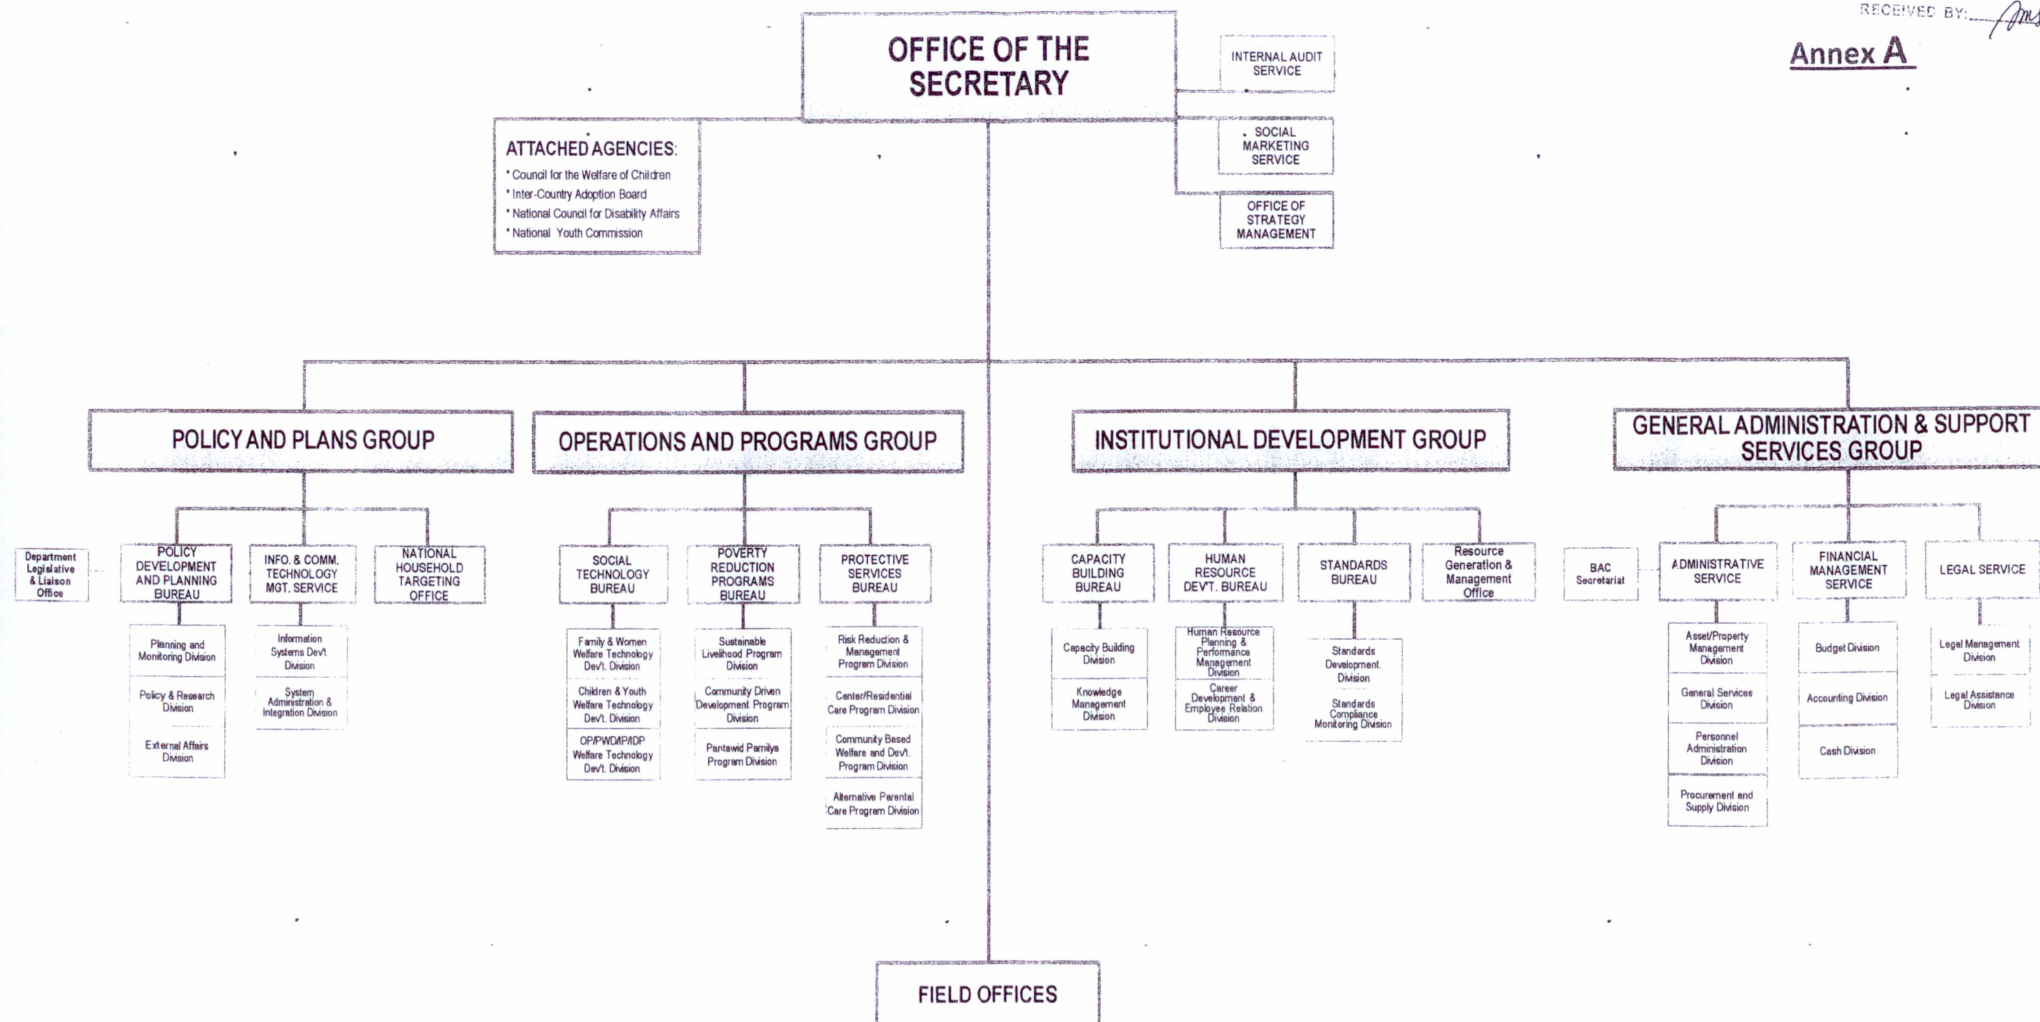 RECEIVED BY:
Annex A
OFFICE OF THE
SECRETARY
INTERNAL AUDIT
SERVICE
SOCIAL
MARKETING
SERVICE
OFFICE OF
STRATEGY
MANAGEMENT
ATTACHED AGENCIES:
* Council for the Welfare of Children
* Inter-Country Adoption Board
* National Council for Disability Affairs
* National Youth Commission
POLICY AND PLANS GROUP
OPERATIONS AND PROGRAMS GROUP
INSTITUTIONAL DEVELOPMENT GROUP
GENERAL ADMINISTRATION & SUPPORT
SERVICES GROUP
Department
Legislative
& Liaison
Office
POLICY
DEVELOPMENT
AND PLANNING
BUREAU
INFO. & COMM.
TECHNOLOGY
MGT. SERVICE
NATIONAL
HOUSEHOLD
TARGETING
OFFICE
SOCIAL
TECHNOLOGY
BUREAU
POVERTY
REDUCTION
PROGRAMS
BUREAU
PROTECTIVE
SERVICES
BUREAU
CAPACITY
BUILDING
BUREAU
HUMAN
RESOURCE
DEV'T. BUREAU
STANDARDS
BUREAU
Resource
Generation &
Management
Office
BAC
Secretariat
ADMINISTRATIVE
SERVICE
FINANCIAL
MANAGEMENT
SERVICE
LEGAL SERVICE
Planning and
Monitoring Division
Policy & Research
Division
External Affairs
Division
Information
Systems Dev't.
Division
System
Administration &
Integration Division
Family & Women
Welfare Technology
Dev't. Division
Children & Youth
Welfare Technology
Dev't. Division
OP/PWD/IP/IDP
Welfare Technology
Dev't. Division
Sustainable
Livelihood Program
Division
Community Driven
Development Program
Division
Pantawid Pamilya
Program Division
Risk Reduction &
Management
Program Division
Center/Residential
Care Program Division
Community Based
Welfare and Dev't.
Program Division
Alternative Parental
Care Program Division
Capacity Building
Division
Knowledge
Management
Division
Human Resource
Planning &
Performance
Management
Division
Career
Development &
Employee Relation
Division
Standards
Development
Division
Standards
Compliance
Monitoring Division
Asset/Property
Management
Division
General Services
Division
Personnel
Administration
Division
Procurement and
Supply Division
Budget Division
Accounting Division
Cash Division
Legal Management
Division
Legal Assistance
Division
FIELD OFFICES